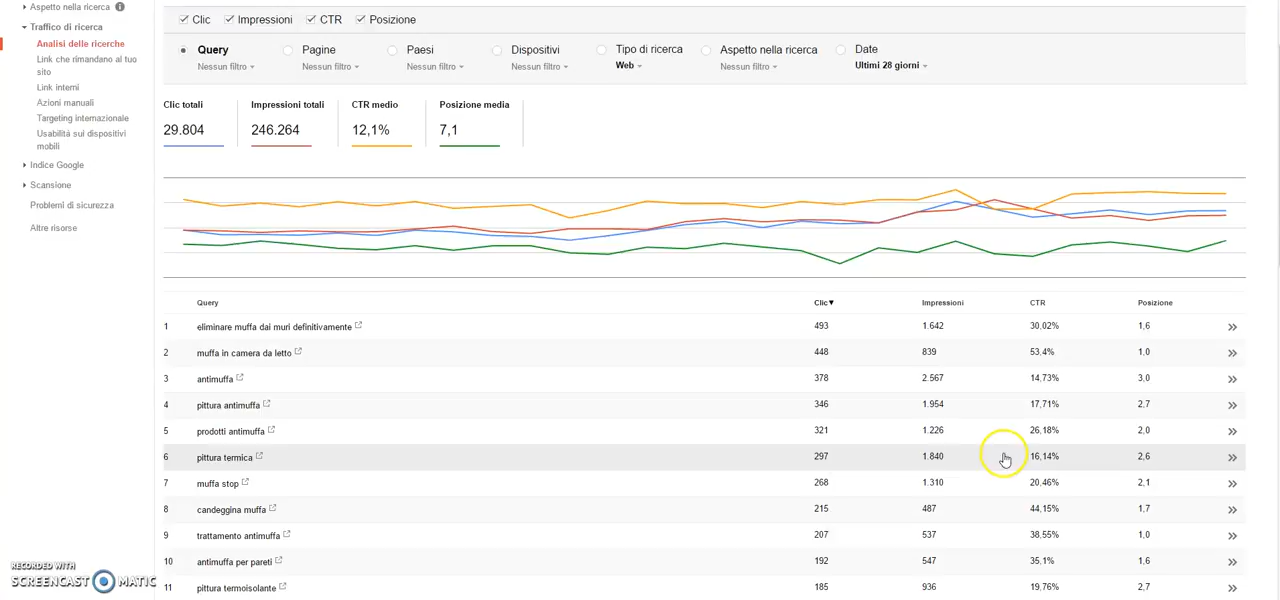 Aspetto nella ricerca i
Traffico di ricerca
Analisi delle ricerche
Link che rimandano al tuo
sito
Link interni
Azioni manuali
Targeting internazionale
Usabilità sui dispositivi
mobili
Indice Google
Scansione
Problemi di sicurezza
Altre risorse
Clic Impressioni CTR Posizione
Query Pagine Paesi Dispositivi Tipo di ricerca Aspetto nella ricerca Date
Nessun filtro Nessun filtro Nessun filtro Nessun filtro Web Nessun filtro Ultimi 28 giorni
Clic totali Impressioni totali CTR medio Posizione media
29.804 246.264 12,1% 7,1
Query Clic▼ Impressioni CTR Posizione
1 eliminare muffa dai muri definitivamente 493 1.642 30,02% 1,6 »
2 muffa in camera da letto 448 839 53,4% 1,0 »
3 antimuffa 378 2.567 14,73% 3,0 »
4 pittura antimuffa 346 1.954 17,71% 2,7 »
5 prodotti antimuffa 321 1.226 26,18% 2,0 »
6 pittura termica 297 1.840 16,14% 2,6 »
7 muffa stop 268 1.310 20,46% 2,1 »
8 candeggina muffa 215 487 44,15% 1,7 »
9 trattamento antimuffa 207 537 38,55% 1,0 »
10 antimuffa per pareti 192 547 35,1% 1,6 »
11 pittura termoisolante 185 936 19,76% 2,7 »
RECORDED WITH
SCREENCAST MATIC